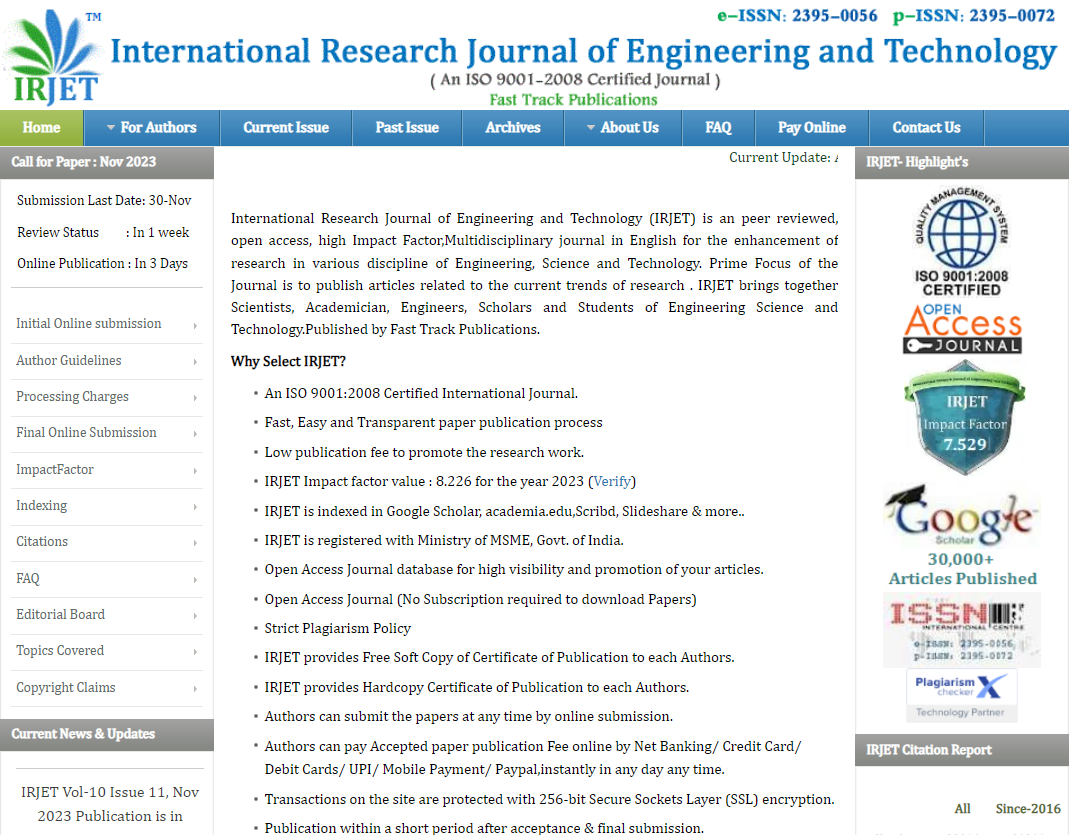 TM
IRJET
e-ISSN: 2395-0056 p-ISSN: 2395-0072
International Research Journal of Engineering and Technology
( An ISO 9001-2008 Certified Journal )
Fast Track Publications
Home For Authors Current Issue Past Issue Archives About Us FAQ Pay Online Contact Us
Call for Paper : Nov 2023
Submission Last Date: 30-Nov
Review Status : In 1 week
Online Publication : In 3 Days
Initial Online submission
Author Guidelines
Processing Charges
Final Online Submission
ImpactFactor
Indexing
Citations
FAQ
Editorial Board
Topics Covered
Copyright Claims
Current News & Updates
IRJET Vol-10 Issue 11, Nov
2023 Publication is in
Current Update:
International Research Journal of Engineering and Technology (IRJET) is an peer reviewed,
open access, high Impact Factor,Multidisciplinary journal in English for the enhancement of
research in various discipline of Engineering, Science and Technology. Prime Focus of the
Journal is to publish articles related to the current trends of research . IRJET brings together
Scientists, Academician, Engineers, Scholars and Students of Engineering Science and
Technology.Published by Fast Track Publications.
Why Select IRJET?
• An ISO 9001:2008 Certified International Journal.
• Fast, Easy and Transparent paper publication process
• Low publication fee to promote the research work.
• IRJET Impact factor value : 8.226 for the year 2023 (Verify)
• IRJET is indexed in Google Scholar, academia.edu,Scribd, Slideshare & more..
• IRJET is registered with Ministry of MSME, Govt. of India.
• Open Access Journal database for high visibility and promotion of your articles.
• Open Access Journal (No Subscription required to download Papers)
• Strict Plagiarism Policy
• IRJET provides Free Soft Copy of Certificate of Publication to each Authors.
• IRJET provides Hardcopy Certificate of Publication to each Authors.
• Authors can submit the papers at any time by online submission.
• Authors can pay Accepted paper publication Fee online by Net Banking/ Credit Card/
Debit Cards/ UPI/ Mobile Payment/ Paypal,instantly in any day any time.
• Transactions on the site are protected with 256-bit Secure Sockets Layer (SSL) encryption.
• Publication within a short period after acceptance & final submission.
IRJET- Highlight's
QUALITY MANAGEMENT SYSTEM
ISO 9001:2008
CERTIFIED
OPEN
Access
JOURNAL
IRJET
Impact Factor
7.529
Google
Scholar
30,000+
Articles Published
ISSN
INTERNATIONAL CENTRE
e-ISSN: 2395-0056
p-ISSN: 2395-0072
Plagiarism
checker X
Technology Partner
IRJET Citation Report
All Since-2016